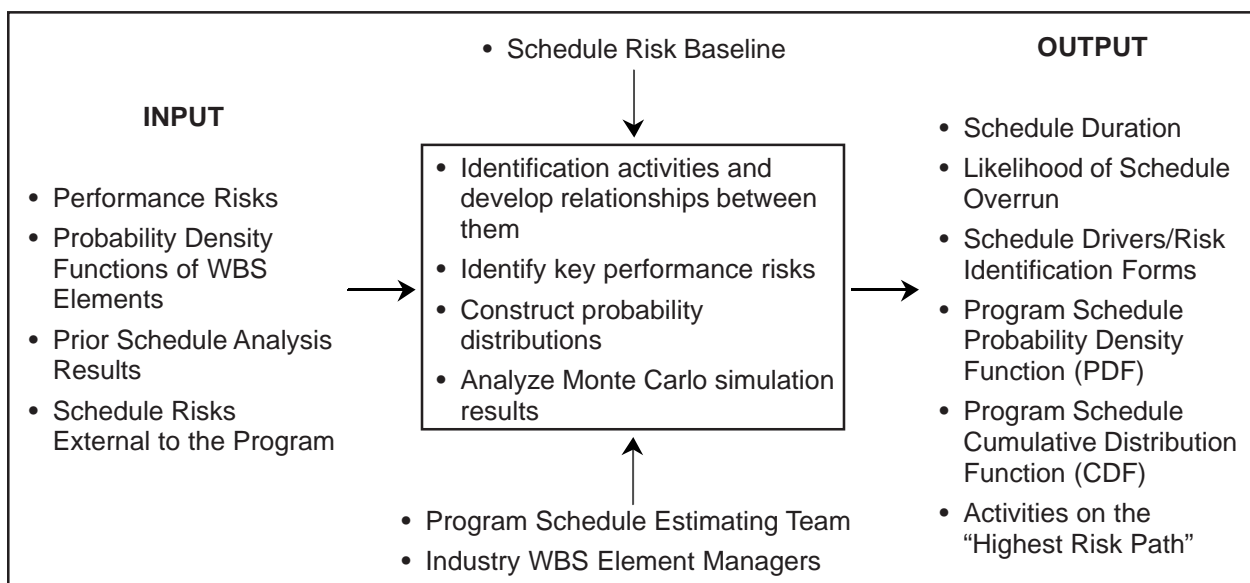 • Schedule Risk Baseline
INPUT
• Performance Risks
• Probability Density
Functions of WBS
Elements
• Prior Schedule Analysis
Results
• Schedule Risks
External to the Program
• Identification activities and
develop relationships between
them
• Identify key performance risks
• Construct probability
distributions
• Analyze Monte Carlo simulation
results
• Program Schedule Estimating Team
• Industry WBS Element Managers
OUTPUT
• Schedule Duration
• Likelihood of Schedule
Overrun
• Schedule Drivers/Risk
Identification Forms
• Program Schedule
Probability Density
Function (PDF)
• Program Schedule
Cumulative Distribution
Function (CDF)
• Activities on the
“Highest Risk Path”